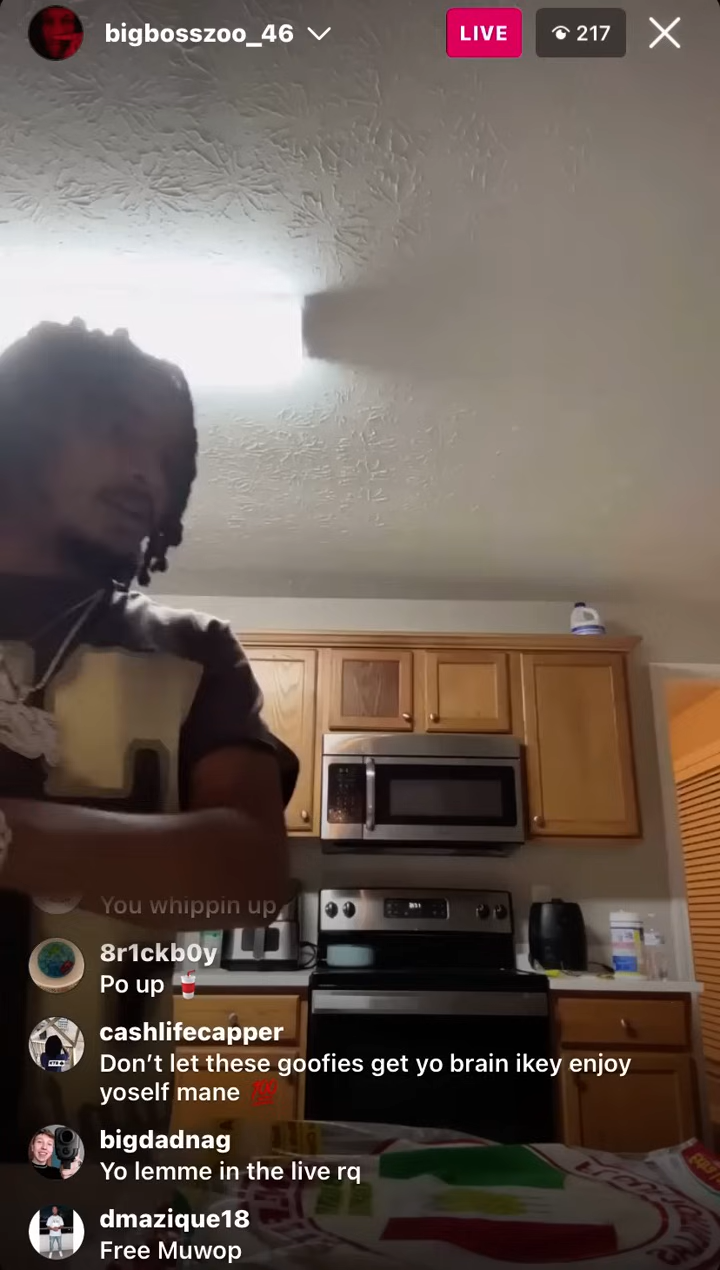 bigbosszoo_46
LIVE
217
You whippin up
8r1ckb0y
Po up 🥤
cashlifecapper
Don't let these goofies get yo brain ikey enjoy
yoself mane 💯
bigdadnag
Yo lemme in the live rq
dmazique18
Free Muwop